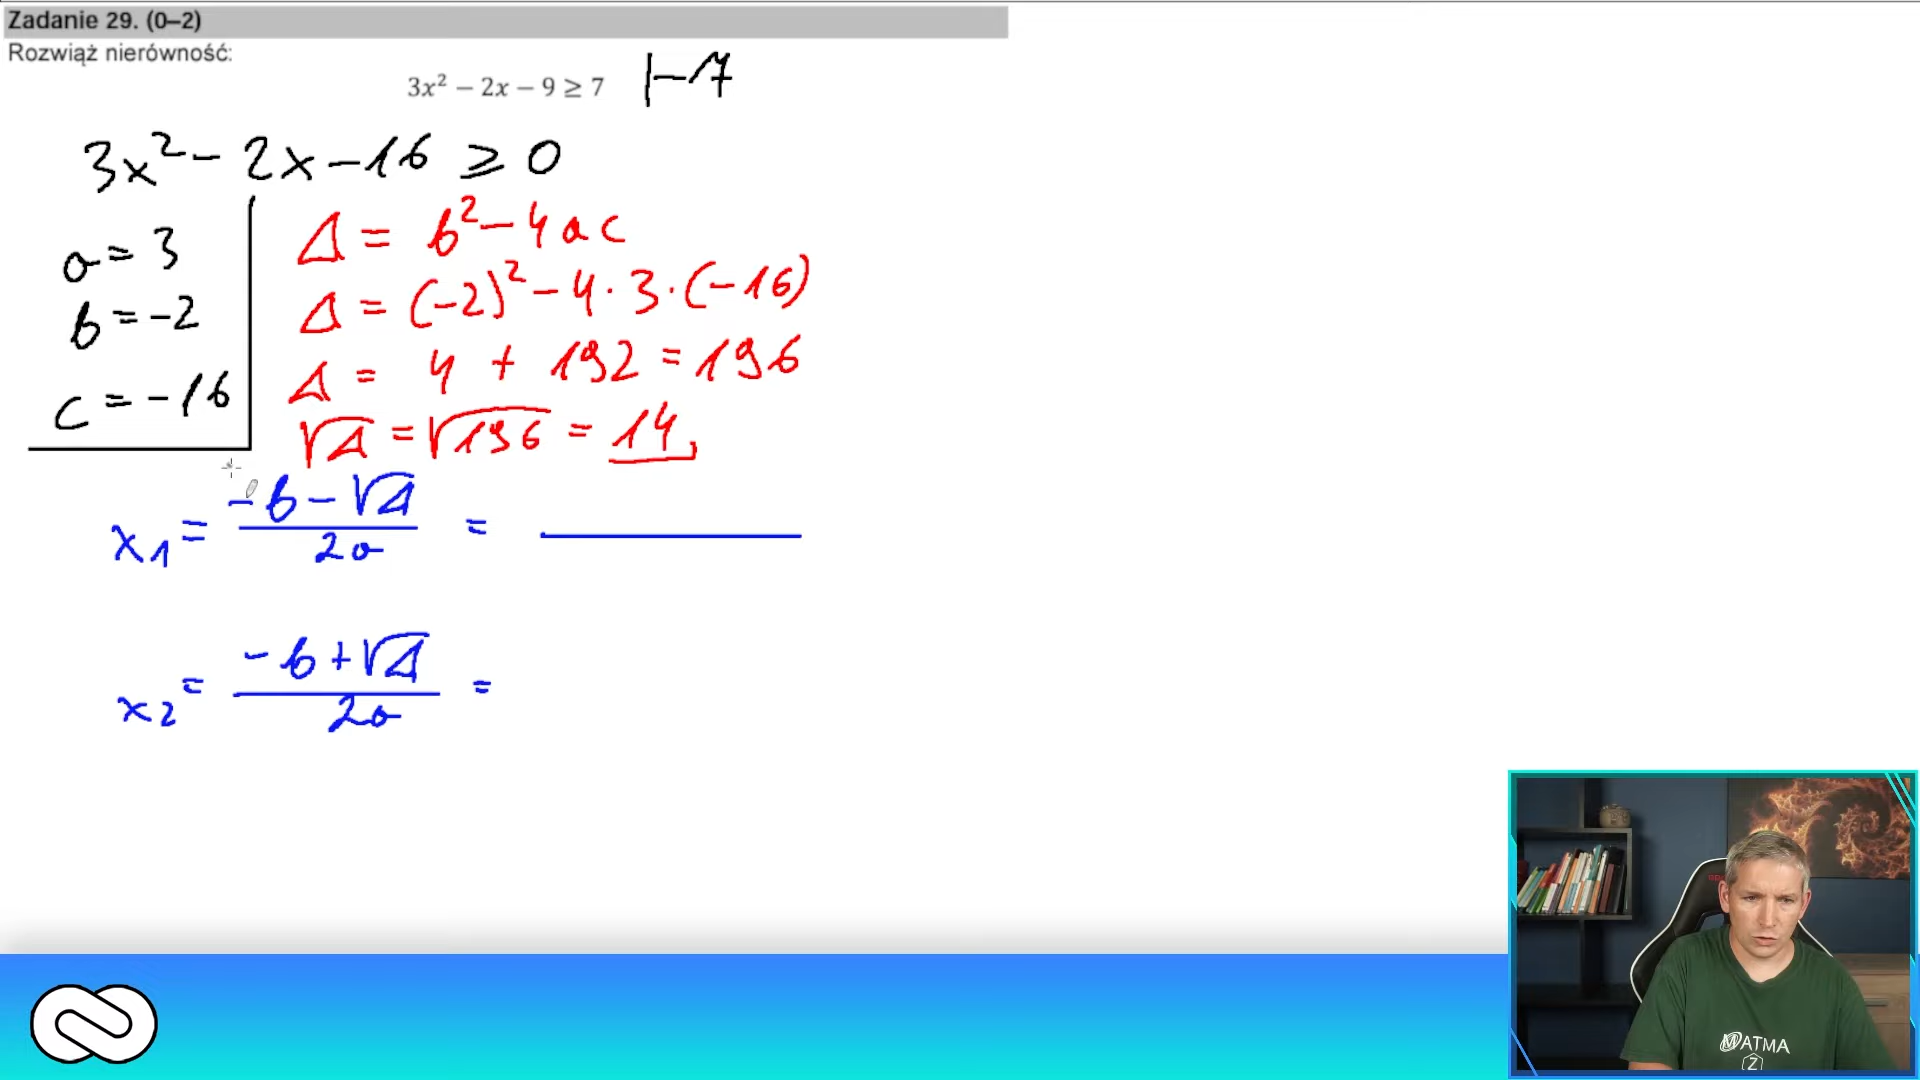 Zadanie 29. (0–2)
Rozwiąż nierówność:
3x² − 2x − 9 ≥ 7 |−7
3x² − 2x − 16 ≥ 0
a = 3
b = −2
c = −16
Δ = b² − 4ac
Δ = (−2)² − 4 · 3 · (−16)
Δ = 4 + 192 = 196
√Δ = √196 = 14
x₁ = (−b − √Δ) / 2a =
x₂ = (−b + √Δ) / 2a =
MATMA
Z